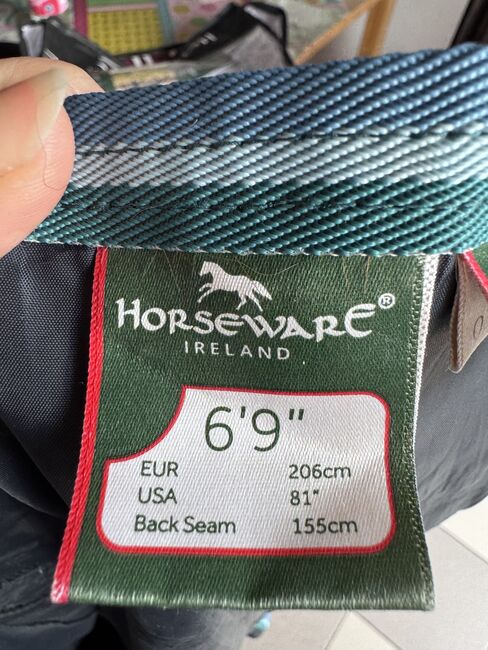 HORSEWARE®
IRELAND
6'9"
EUR 206cm
USA 81"
Back Seam 155cm